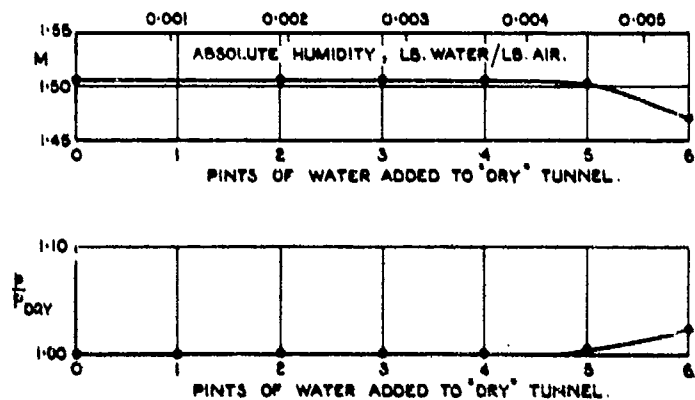 0.001 0.002 0.003 0.004 0.005
1.55
M
ABSOLUTE HUMIDITY, LB. WATER/LB. AIR.
1.50
1.45
0 1 2 3 4 5 6
PINTS OF WATER ADDED TO "DRY" TUNNEL.
1.10
DRY
1.00
0 1 2 3 4 5 6
PINTS OF WATER ADDED TO "DRY" TUNNEL.